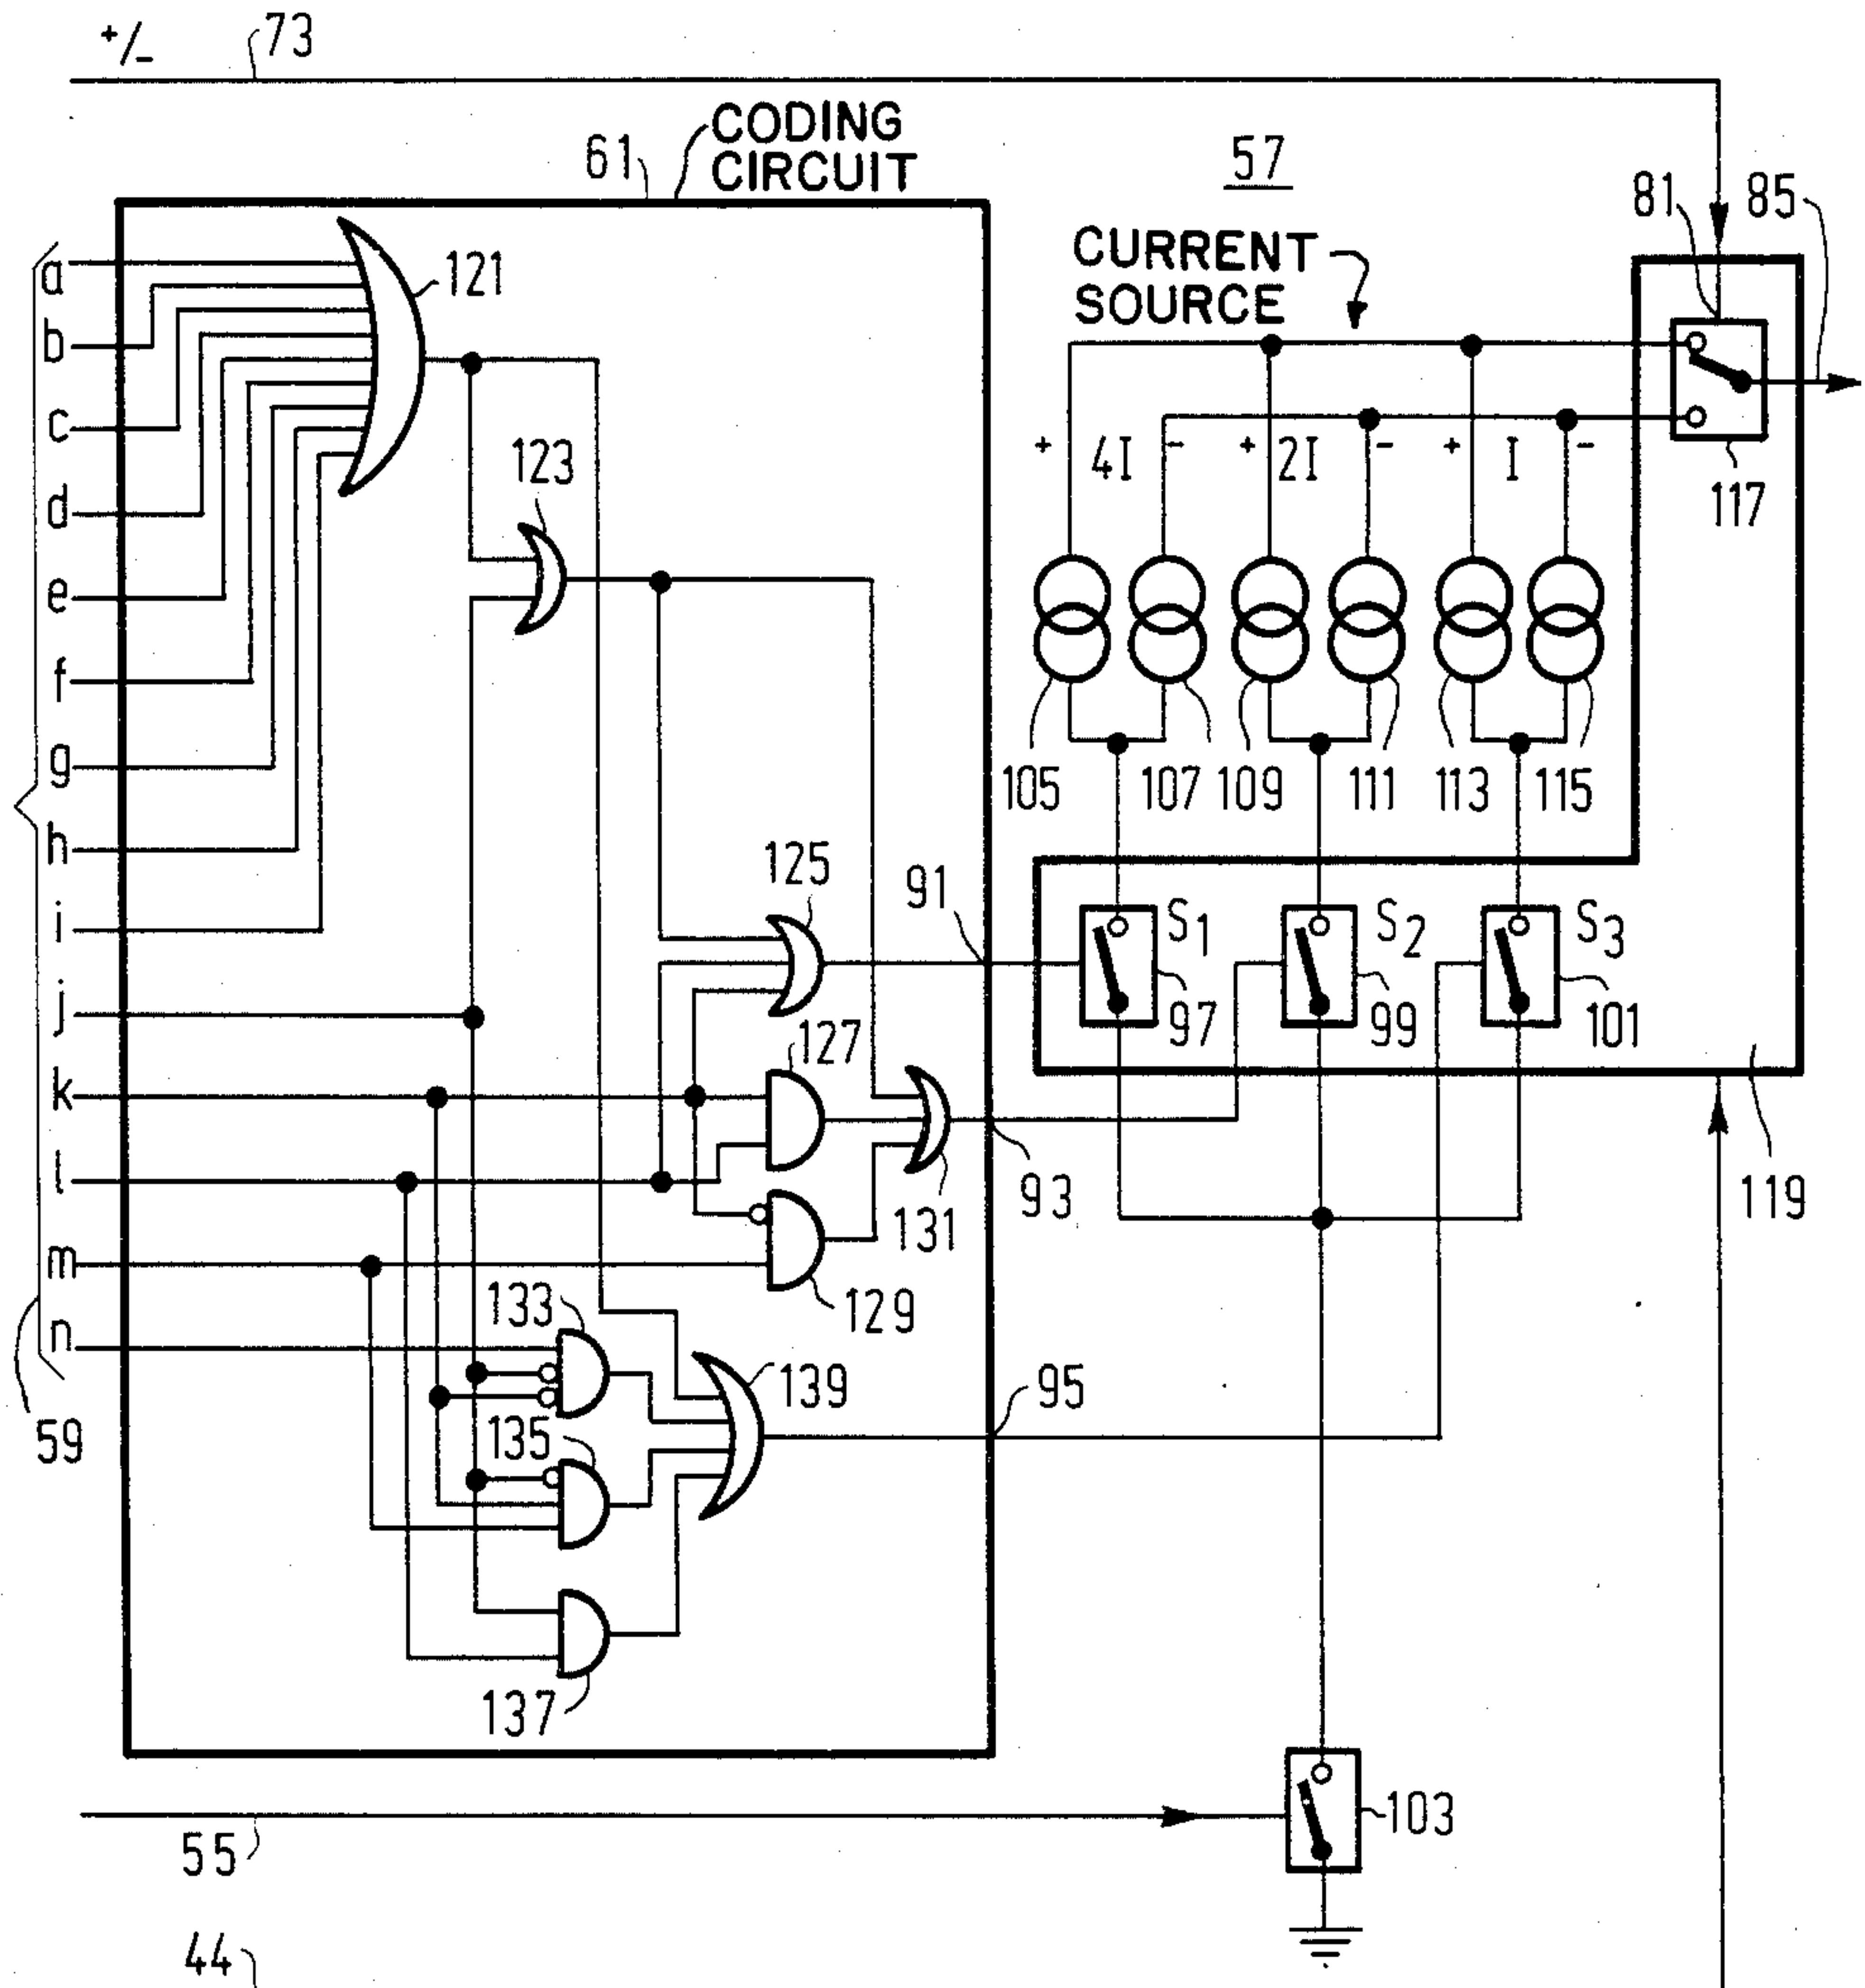 +/-
73
CODING
CIRCUIT
61
57
81
85
CURRENT
SOURCE
a
b
c
d
e
f
g
h
i
j
k
l
m
n
59
121
123
125
127
129
131
133
135
137
139
91
93
95
+ 4I - + 2I - + I -
117
105
107
109
111
113
115
S1
97
S2
99
S3
101
119
103
55
44